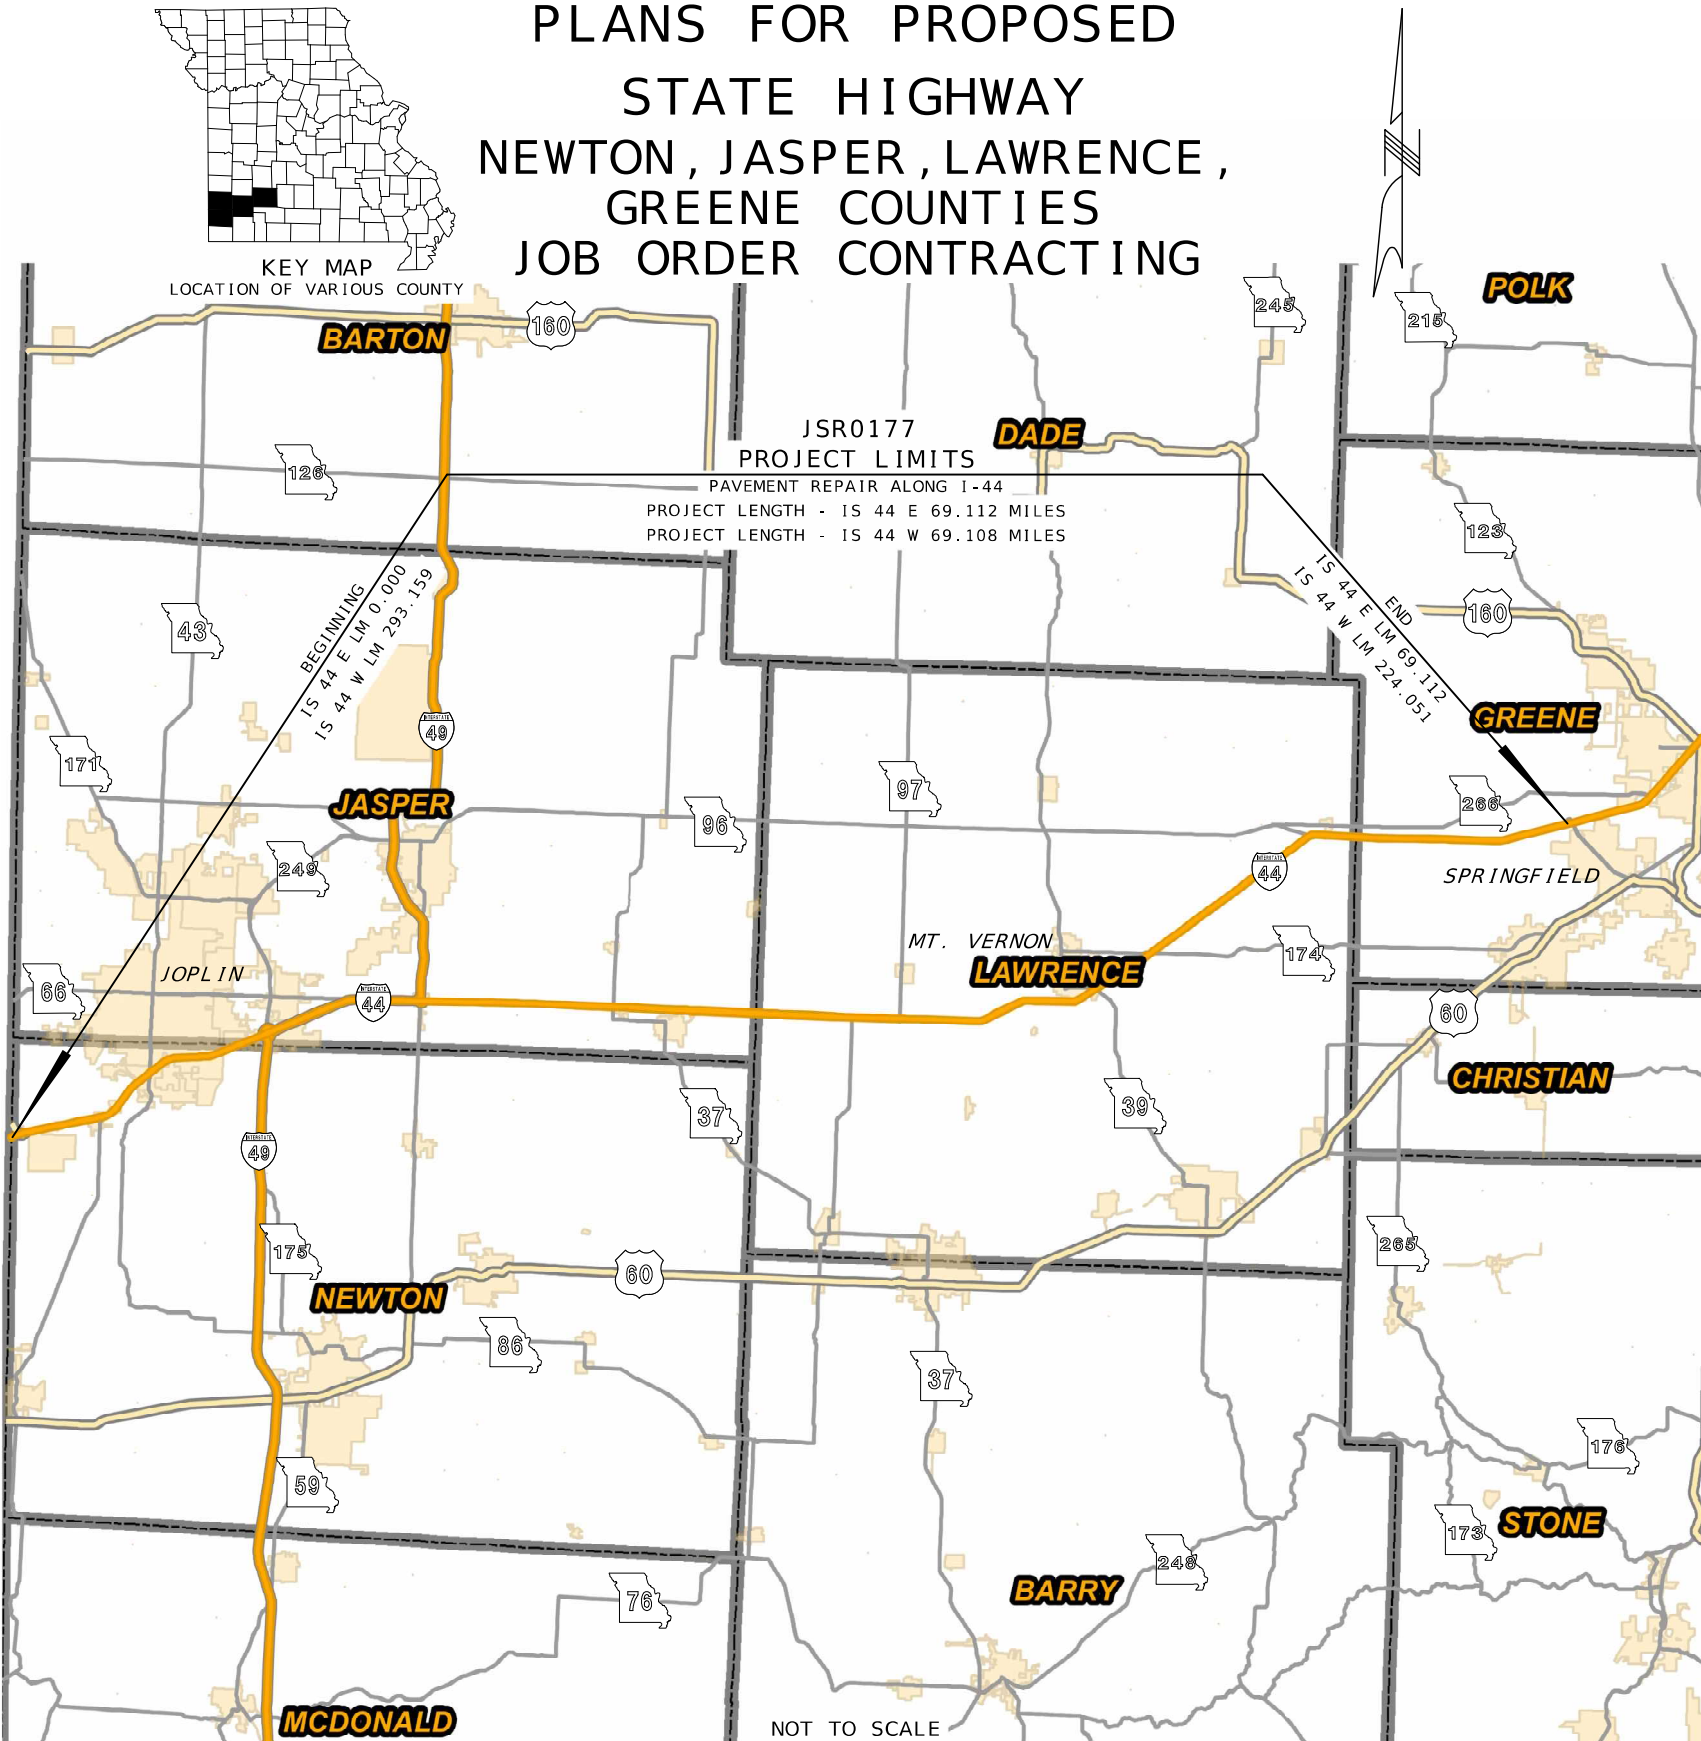 PLANS FOR PROPOSED
STATE HIGHWAY
NEWTON, JASPER, LAWRENCE,
GREENE COUNTIES
JOB ORDER CONTRACTING
KEY MAP
LOCATION OF VARIOUS COUNTY
N
POLK
245
215
160
BARTON
DADE
JSR0177
PROJECT LIMITS
PAVEMENT REPAIR ALONG I-44
PROJECT LENGTH - IS 44 E 69.112 MILES
PROJECT LENGTH - IS 44 W 69.108 MILES
126
123
BEGINNING
IS 44 E LM 0.000
IS 44 W LM 293.159
END
IS 44 E LM 69.112
IS 44 W LM 224.051
160
43
GREENE
INTERSTATE
49
171
97
JASPER
266
96
249
INTERSTATE
44
SPRINGFIELD
MT. VERNON
174
LAWRENCE
JOPLIN
66
INTERSTATE
44
60
CHRISTIAN
37
39
INTERSTATE
49
175
265
60
NEWTON
86
37
176
59
173
STONE
248
BARRY
76
MCDONALD
NOT TO SCALE